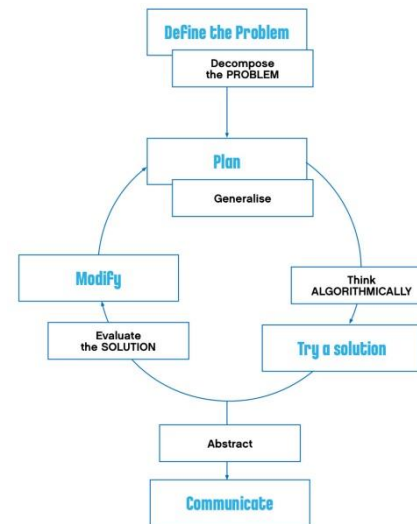 Define the Problem
Decompose
the PROBLEM
Plan
Generalise
Modify
Think
ALGORITHMICALLY
Evaluate
the SOLUTION
Try a solution
Abstract
Communicate